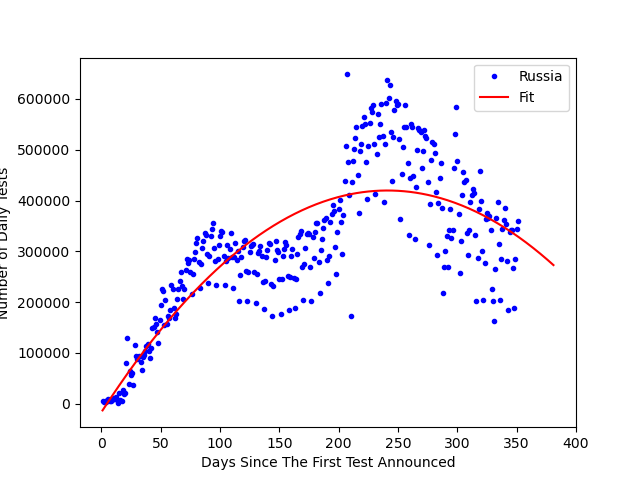 Number of Daily Tests
600000
500000
400000
300000
200000
100000
0
Russia
Fit
0 50 100 150 200 250 300 350 400
Days Since The First Test Announced